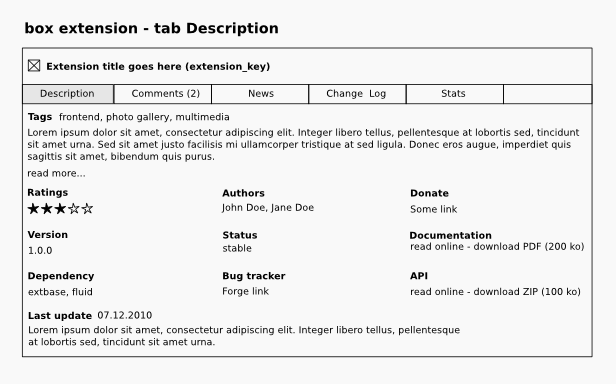 box extension - tab Description
Extension title goes here (extension_key)
Description Comments (2) News Change Log Stats
Tags frontend, photo gallery, multimedia
Lorem ipsum dolor sit amet, consectetur adipiscing elit. Integer libero tellus, pellentesque at lobortis sed, tincidunt
sit amet urna. Sed sit amet justo facilisis mi ullamcorper tristique at sed ligula. Donec eros augue, imperdiet quis
sagittis sit amet, bibendum quis purus.
read more...
Ratings Authors Donate
John Doe, Jane Doe Some link
Version Status Documentation
1.0.0 stable read online - download PDF (200 ko)
Dependency Bug tracker API
extbase, fluid Forge link read online - download ZIP (100 ko)
Last update 07.12.2010
Lorem ipsum dolor sit amet, consectetur adipiscing elit. Integer libero tellus, pellentesque
at lobortis sed, tincidunt sit amet urna.